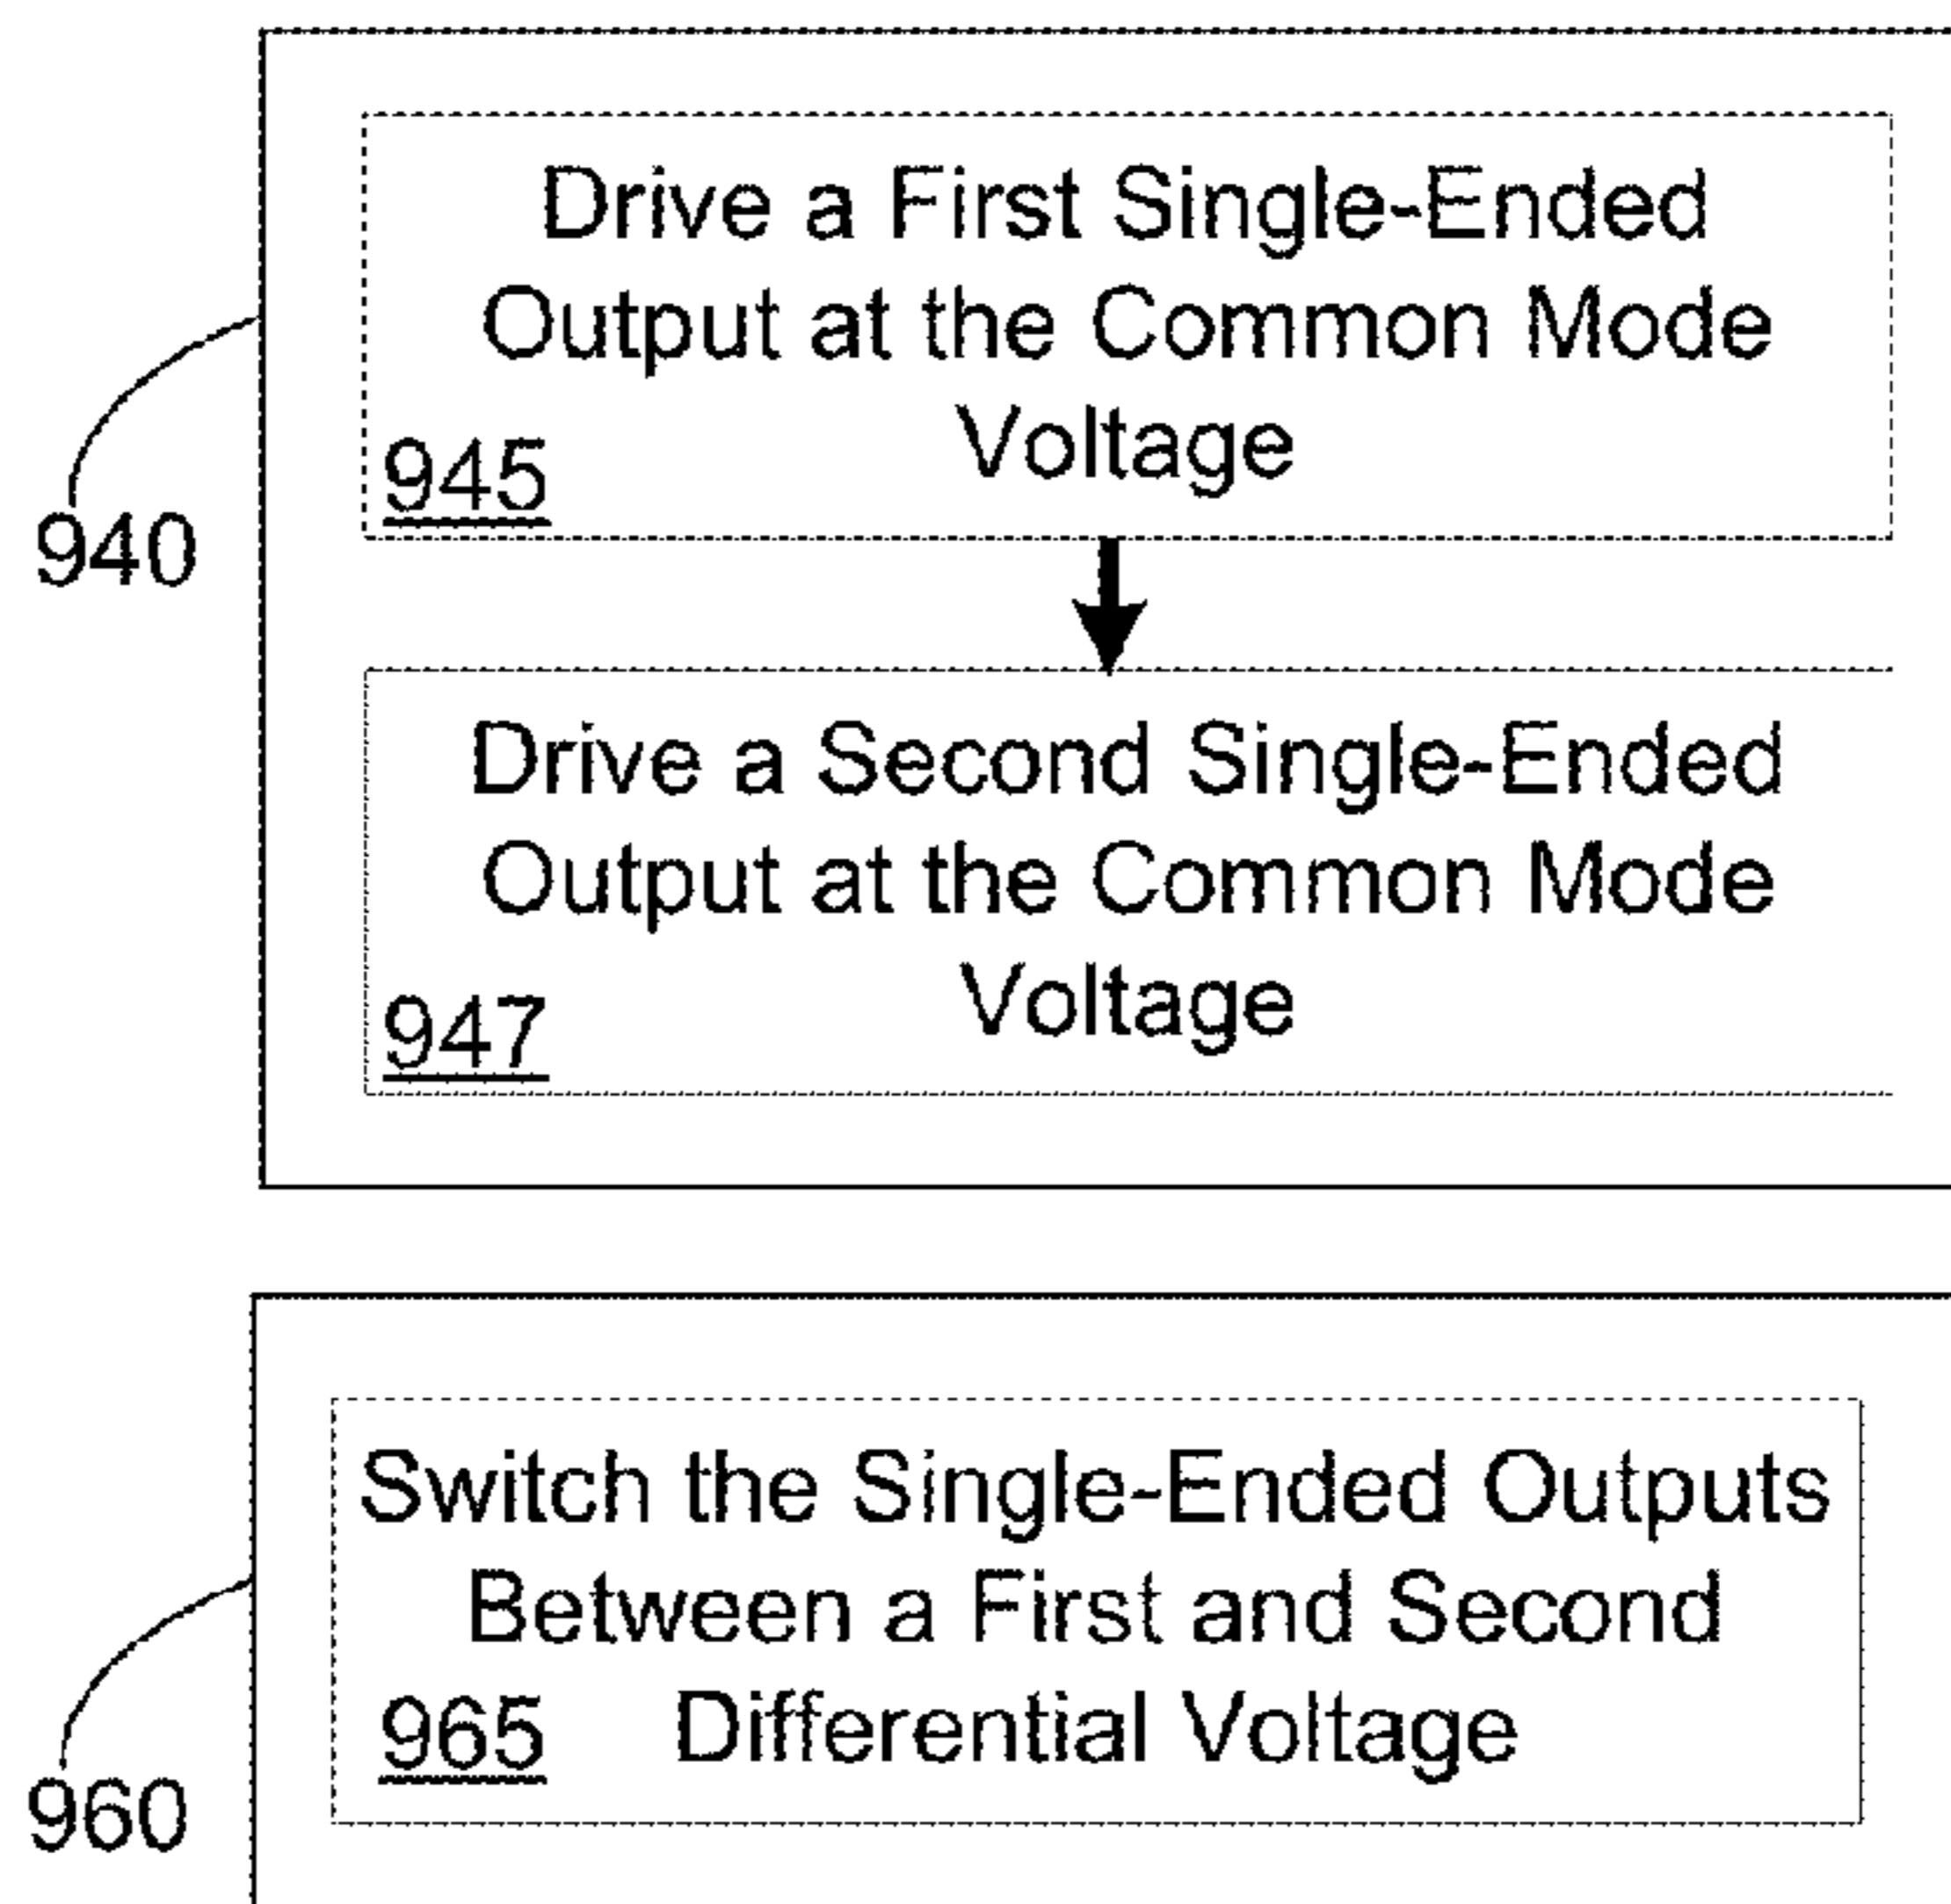 Drive a First Single-Ended
Output at the Common Mode
Voltage
945
940
Drive a Second Single-Ended
Output at the Common Mode
Voltage
947
Switch the Single-Ended Outputs
Between a First and Second
965 Differential Voltage
960